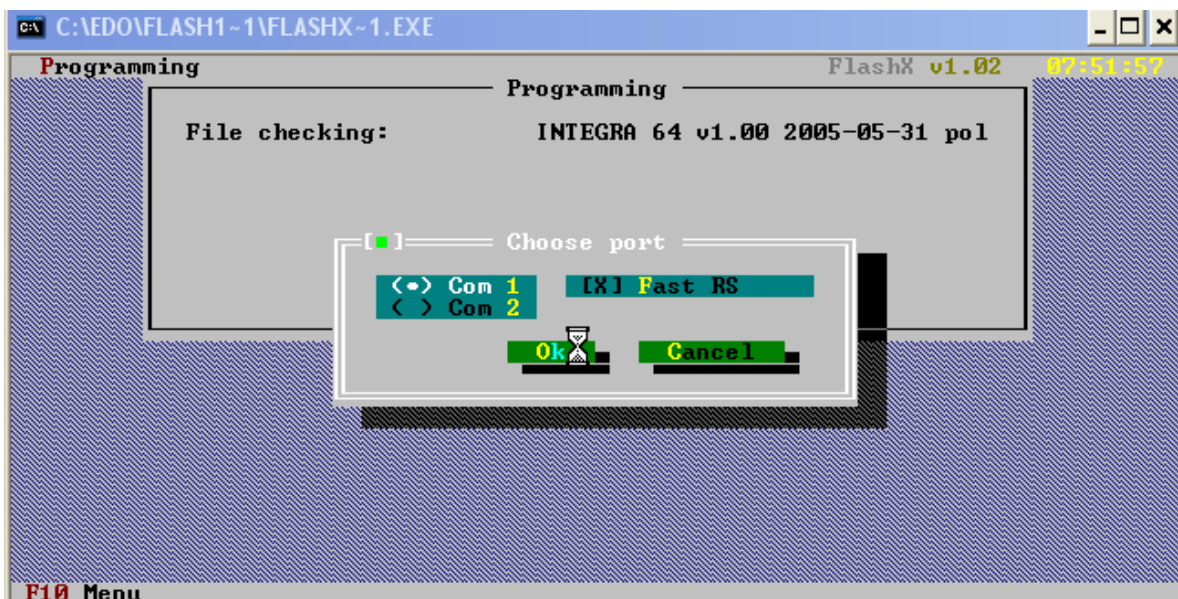 C:\EDO\FLASH1~1\FLASHX~1.EXE
Programming FlashX v1.02 07:51:57
Programming
File checking: INTEGRA 64 v1.00 2005-05-31 pol
[■] Choose port
(•) Com 1 [X] Fast RS
( ) Com 2
Ok Cancel
F10 Menu